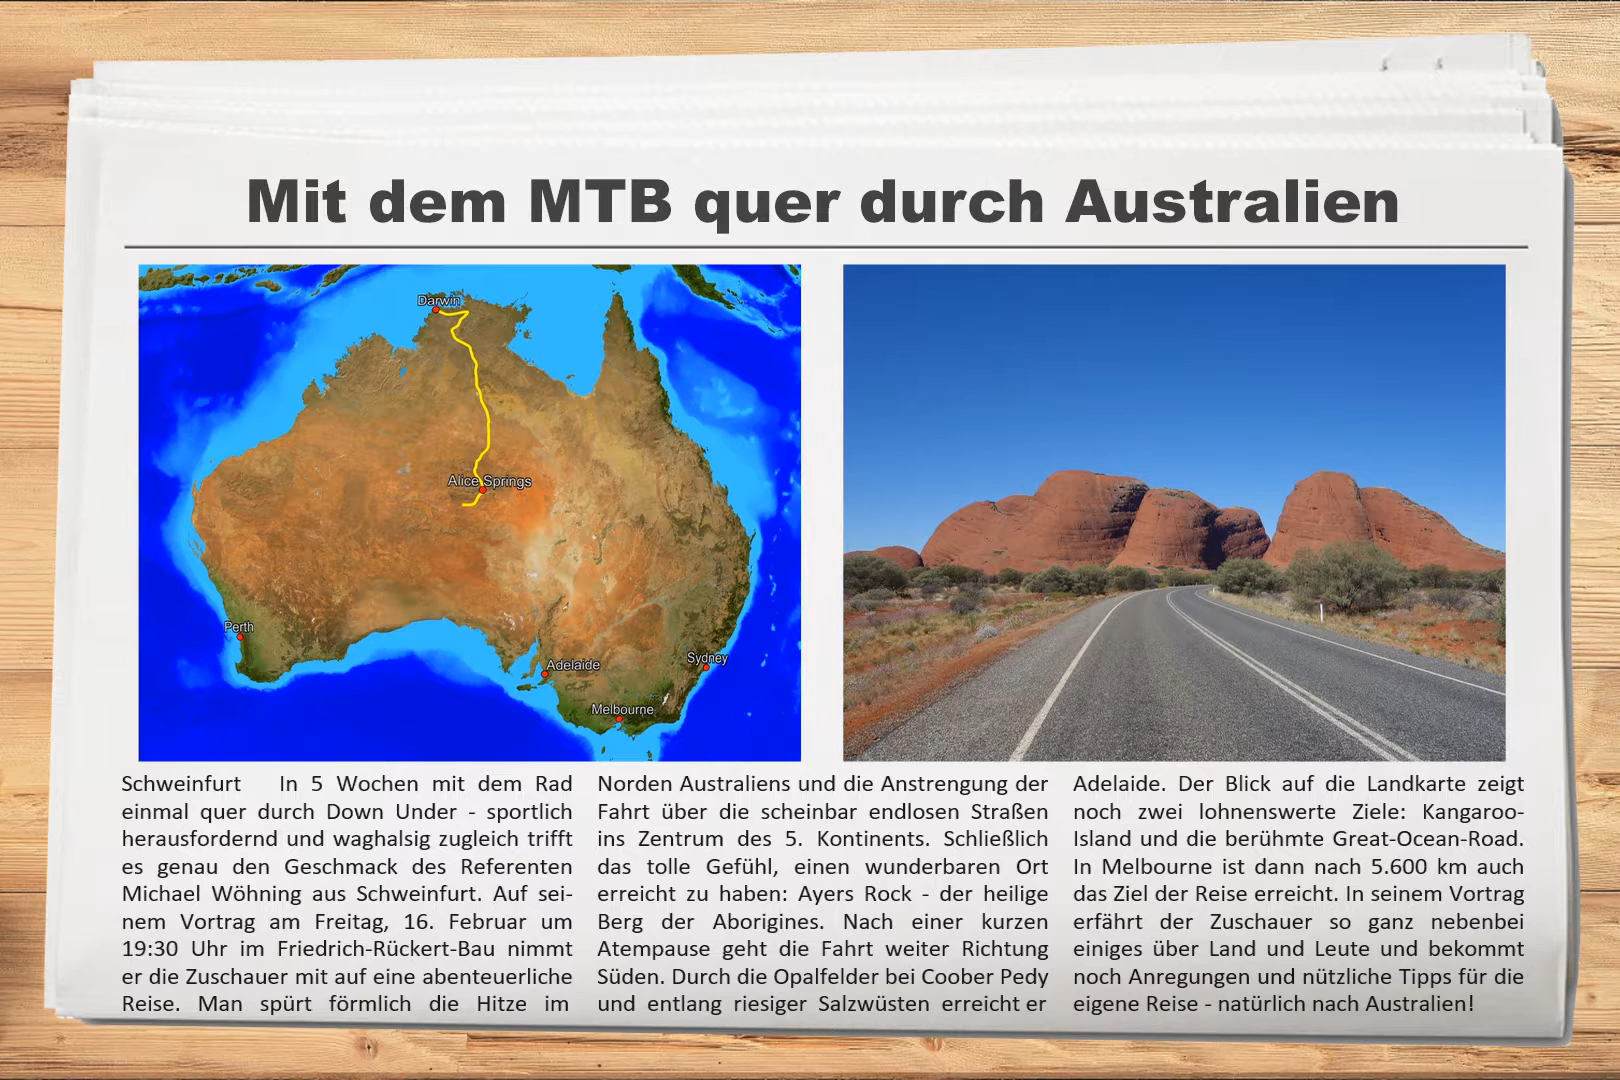 Mit dem MTB quer durch Australien
Darwin
Alice Springs
Perth
Adelaide
Sydney
Melbourne
Schweinfurt In 5 Wochen mit dem Rad
einmal quer durch Down Under - sportlich
herausfordernd und waghalsig zugleich trifft
es genau den Geschmack des Referenten
Michael Wöhning aus Schweinfurt. Auf sei-
nem Vortrag am Freitag, 16. Februar um
19:30 Uhr im Friedrich-Rückert-Bau nimmt
er die Zuschauer mit auf eine abenteuerliche
Reise. Man spürt förmlich die Hitze im
Norden Australiens und die Anstrengung der
Fahrt über die scheinbar endlosen Straßen
ins Zentrum des 5. Kontinents. Schließlich
das tolle Gefühl, einen wunderbaren Ort
erreicht zu haben: Ayers Rock - der heilige
Berg der Aborigines. Nach einer kurzen
Atempause geht die Fahrt weiter Richtung
Süden. Durch die Opalfelder bei Coober Pedy
und entlang riesiger Salzwüsten erreicht er
Adelaide. Der Blick auf die Landkarte zeigt
noch zwei lohnenswerte Ziele: Kangaroo-
Island und die berühmte Great-Ocean-Road.
In Melbourne ist dann nach 5.600 km auch
das Ziel der Reise erreicht. In seinem Vortrag
erfährt der Zuschauer so ganz nebenbei
einiges über Land und Leute und bekommt
noch Anregungen und nützliche Tipps für die
eigene Reise - natürlich nach Australien!